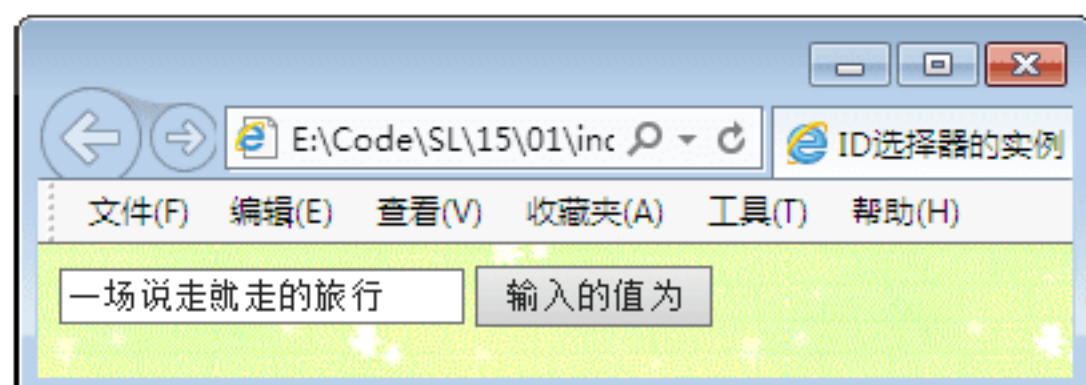 E:\Code\SL\15\01\inc ID选择器的实例
文件(F) 编辑(E) 查看(V) 收藏夹(A) 工具(T) 帮助(H)
一场说走就走的旅行 输入的值为